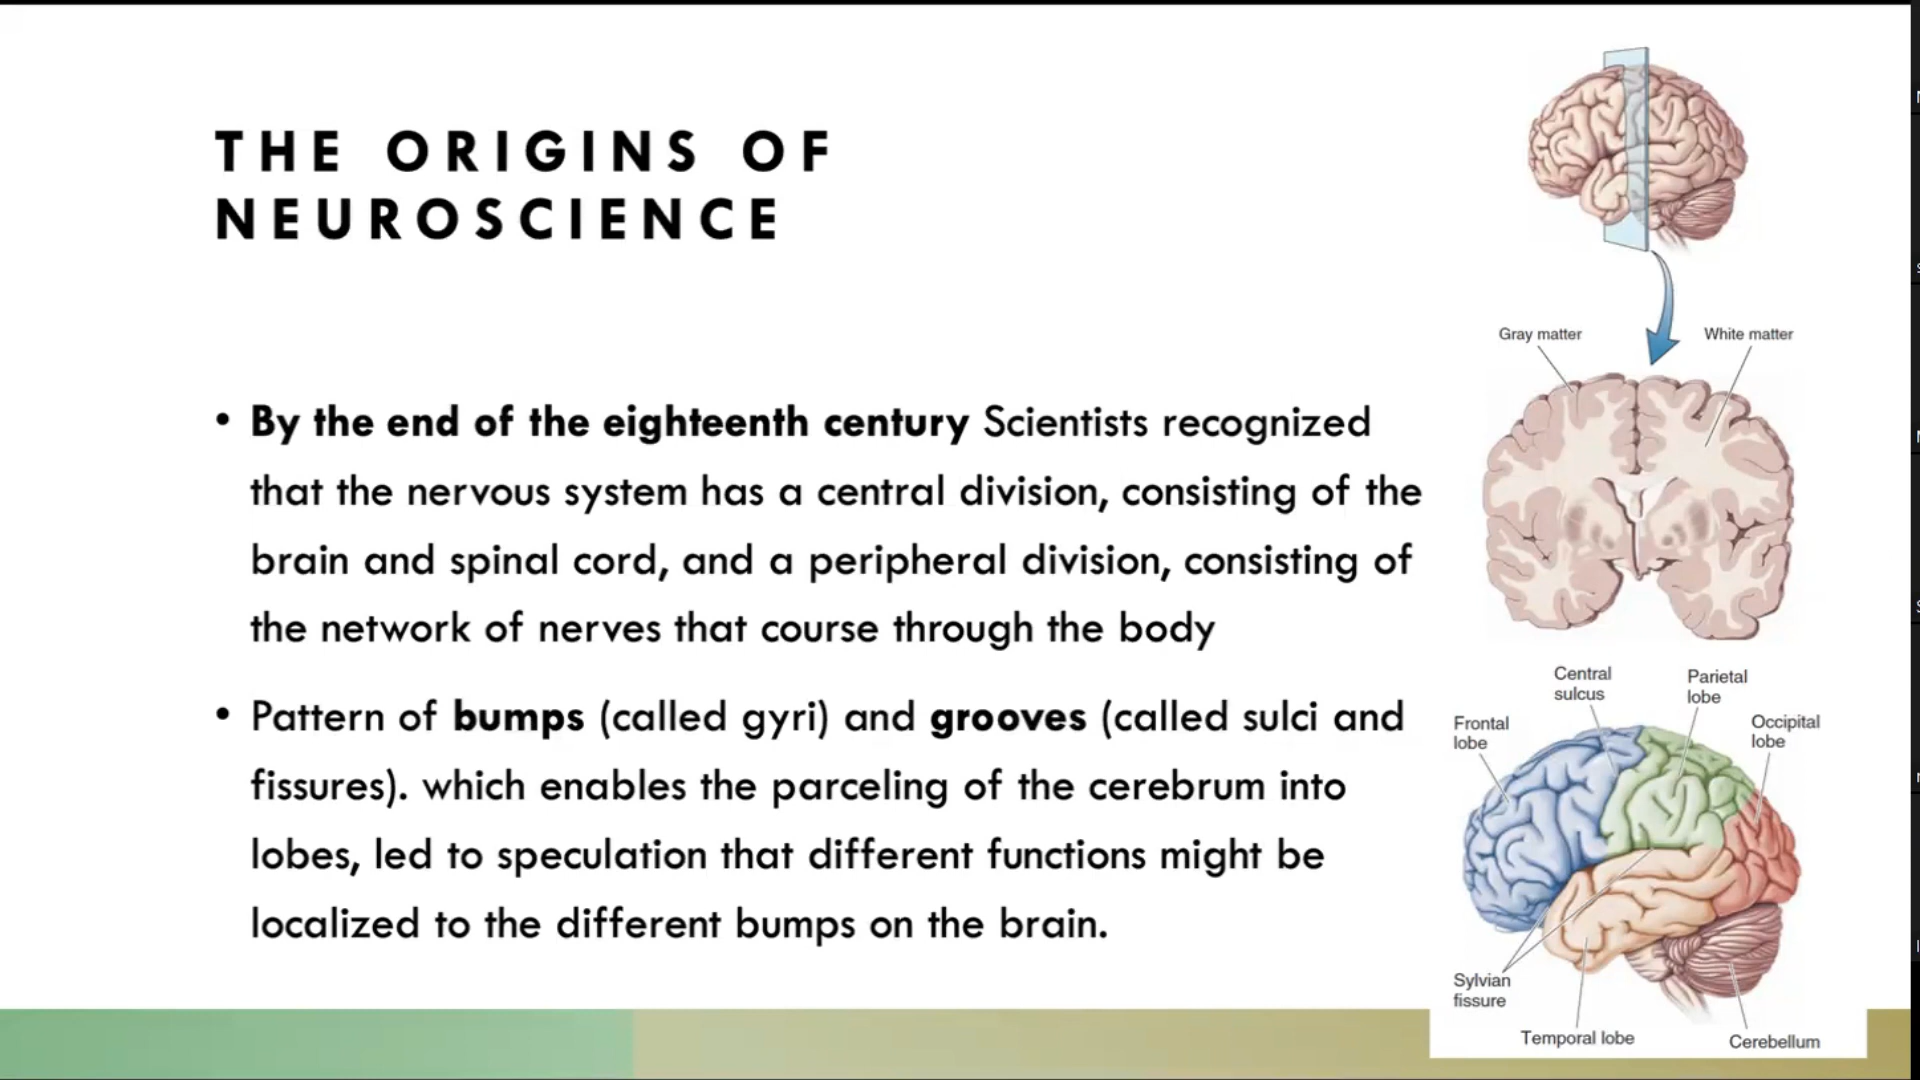 THE ORIGINS OF
NEUROSCIENCE
• By the end of the eighteenth century Scientists recognized
that the nervous system has a central division, consisting of the
brain and spinal cord, and a peripheral division, consisting of
the network of nerves that course through the body
• Pattern of bumps (called gyri) and grooves (called sulci and
fissures). which enables the parceling of the cerebrum into
lobes, led to speculation that different functions might be
localized to the different bumps on the brain.
Gray matter
White matter
Central
sulcus
Parietal
lobe
Frontal
lobe
Occipital
lobe
Sylvian
fissure
Temporal lobe
Cerebellum